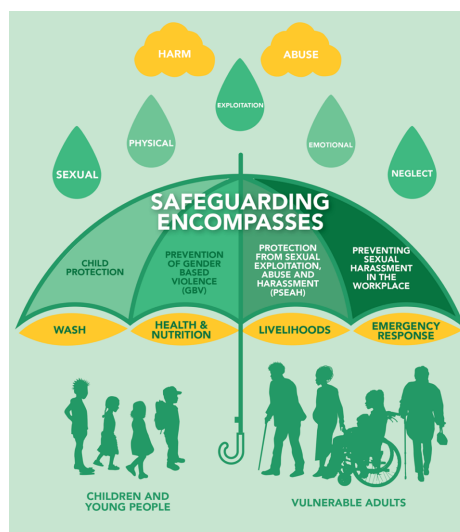 HARM
ABUSE
EXPLOITATION
PHYSICAL
EMOTIONAL
SEXUAL
NEGLECT
SAFEGUARDING
ENCOMPASSES
CHILD
PROTECTION
PREVENTION
OF GENDER
BASED
VIOLENCE
(GBV)
PROTECTION
FROM SEXUAL
EXPLOITATION,
ABUSE AND
HARASSMENT
(PSEAH)
PREVENTING
SEXUAL
HARASSMENT
IN THE
WORKPLACE
WASH
HEALTH &
NUTRITION
LIVELIHOODS
EMERGENCY
RESPONSE
CHILDREN AND
YOUNG PEOPLE
VULNERABLE ADULTS